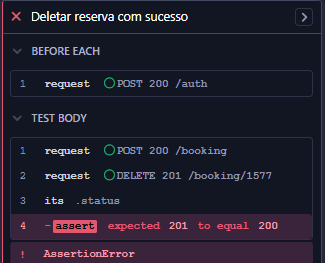 Deletar reserva com sucesso
BEFORE EACH
1 request POST 200 /auth
TEST BODY
1 request POST 200 /booking
2 request DELETE 201 /booking/1577
3 its .status
4 -assert expected 201 to equal 200
! AssertionError